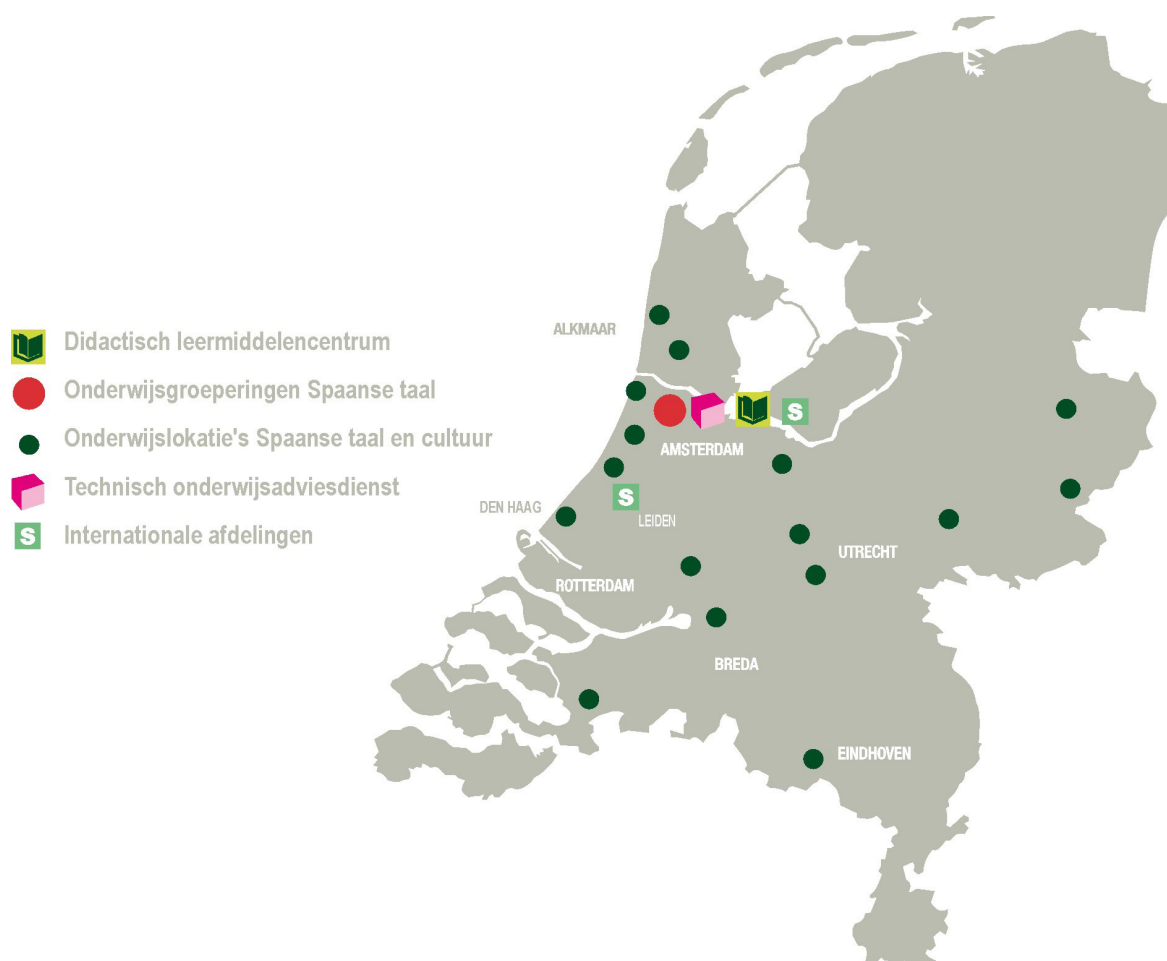 ALKMAAR
Didactisch leermiddelencentrum
Onderwijsgroeperingen Spaanse taal
S
Onderwijslokatie's Spaanse taal en cultuur
AMSTERDAM
Technisch onderwijsadviesdienst
S
DEN HAAG
LEIDEN
S
Internationale afdelingen
UTRECHT
ROTTERDAM
BREDA
EINDHOVEN